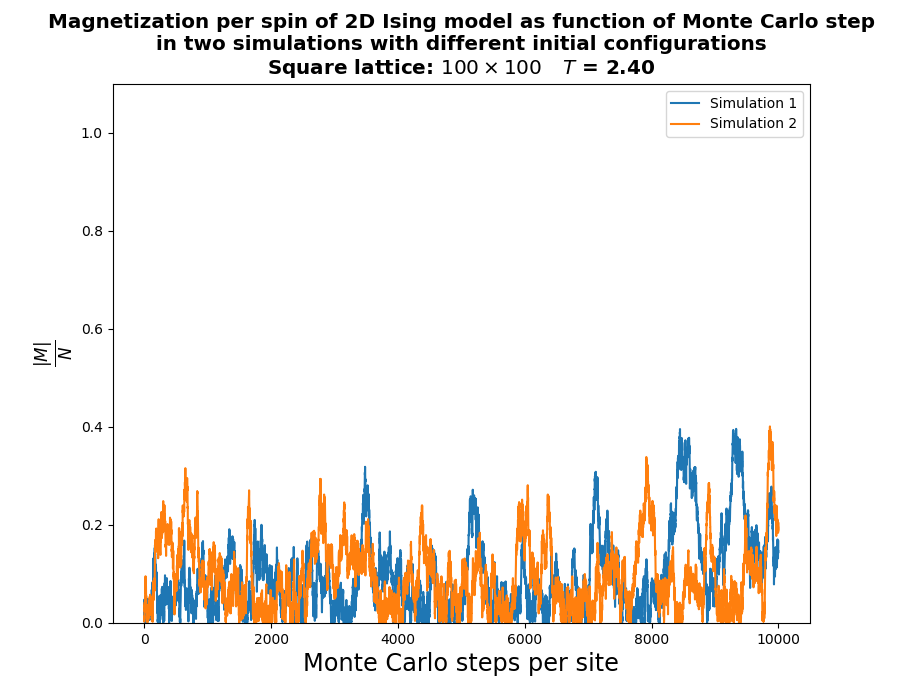 Magnetization per spin of 2D Ising model as function of Monte Carlo step
in two simulations with different initial configurations
Square lattice: 100 × 100 T = 2.40
Simulation 1
Simulation 2
1.0
0.8
0.6
0.4
0.2
0.0
|M|
N
0 2000 4000 6000 8000 10000
Monte Carlo steps per site